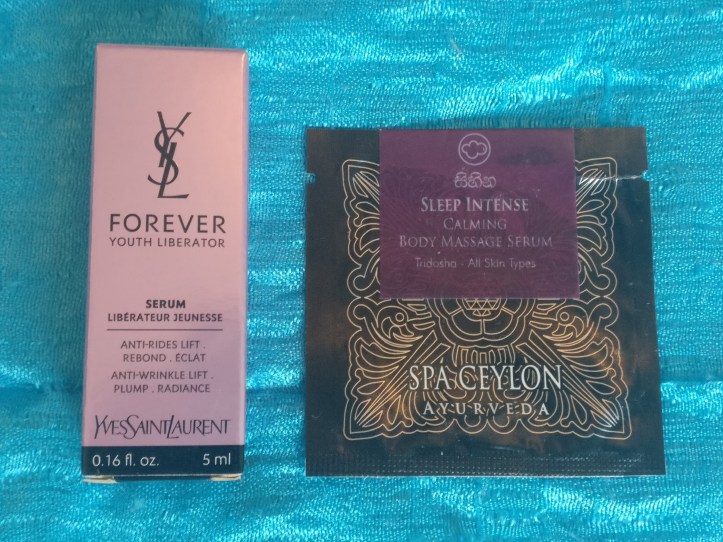 YSL
FOREVER
YOUTH LIBERATOR
SERUM
LIBÉRATEUR JEUNESSE
ANTI-RIDES LIFT .
REBOND . ÉCLAT
ANTI-WRINKLE LIFT .
PLUMP . RADIANCE
YVESSAINTLAURENT
0.16 fl. oz. 5 ml
සිහින
SLEEP INTENSE
CALMING
BODY MASSAGE SERUM
Tridosha - All Skin Types
SPA CEYLON
AYURVEDA